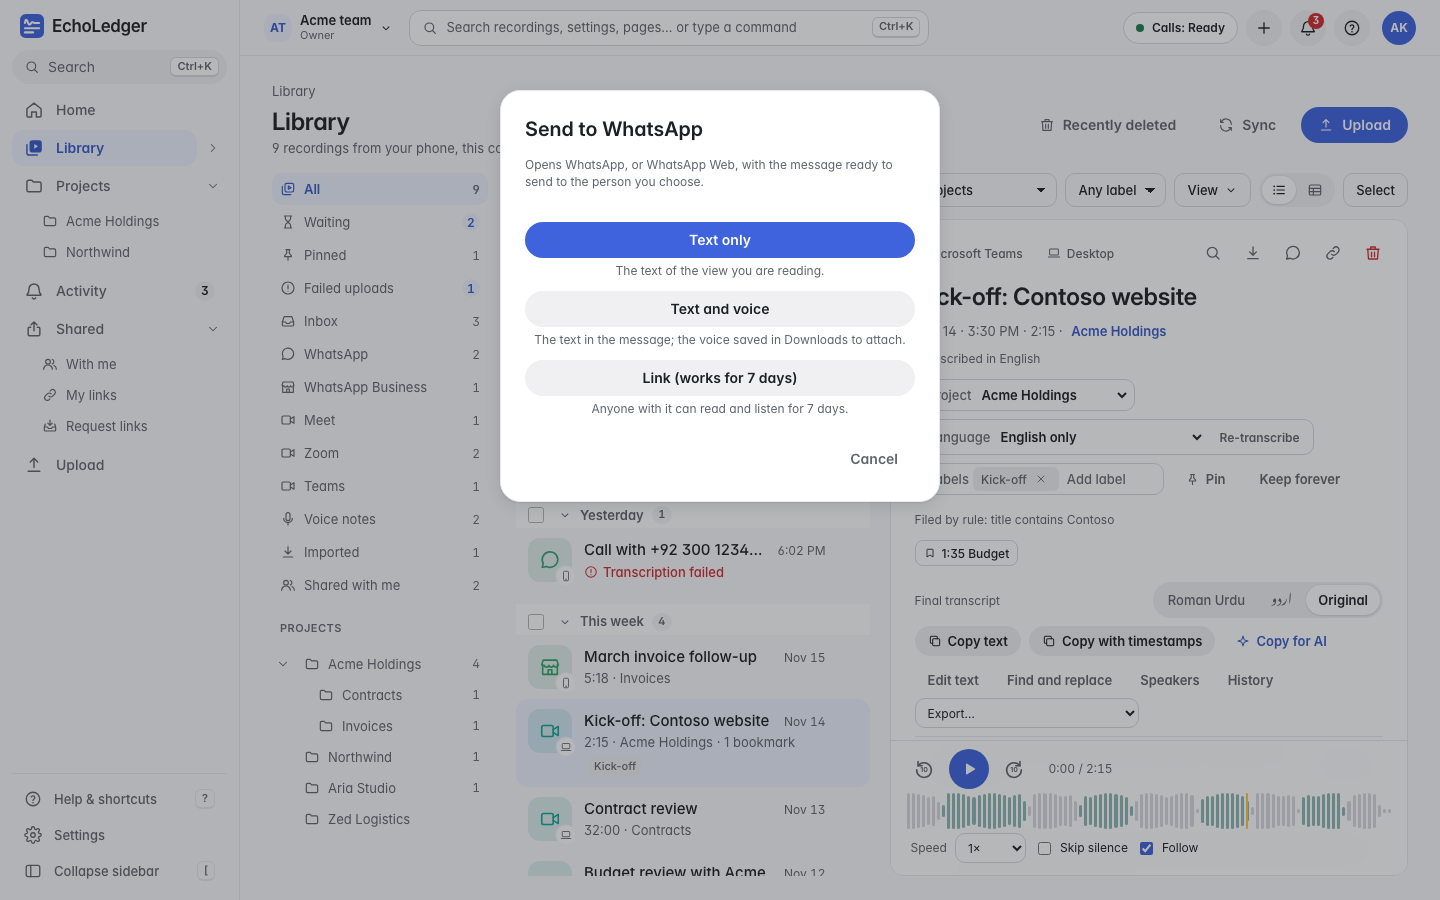 EchoLedger
Search
Ctrl+K
Home
Library
Projects
Acme Holdings
Northwind
Activity
3
Shared
With me
My links
Request links
Upload
Help & shortcuts
?
Settings
Collapse sidebar
[
AT
Acme team
Owner
Search recordings, settings, pages... or type a command
Ctrl+K
Calls: Ready
3
AK
Library
Library
9 recordings from your phone, this co
Recently deleted
Sync
Upload
All 9
Waiting 2
Pinned 1
Failed uploads 1
Inbox 3
WhatsApp 2
WhatsApp Business 1
Meet 1
Zoom 2
Teams 1
Voice notes 2
Imported 1
Shared with me 2
PROJECTS
Acme Holdings 4
Contracts 1
Invoices 1
Northwind 1
Aria Studio 1
Zed Logistics
Send to WhatsApp
Opens WhatsApp, or WhatsApp Web, with the message ready to
send to the person you choose.
Text only
The text of the view you are reading.
Text and voice
The text in the message; the voice saved in Downloads to attach.
Link (works for 7 days)
Anyone with it can read and listen for 7 days.
Cancel
Yesterday 1
Call with +92 300 1234... 6:02 PM
Transcription failed
This week 4
March invoice follow-up Nov 15
5:18 · Invoices
Kick-off: Contoso website Nov 14
2:15 · Acme Holdings · 1 bookmark
Kick-off
Contract review Nov 13
32:00 · Contracts
Budget review with Acme Nov 12
ojects
Any label
View
Select
crosoft Teams
Desktop
ck-off: Contoso website
14 · 3:30 PM · 2:15 · Acme Holdings
scribed in English
oject Acme Holdings
anguage English only
Re-transcribe
abels Kick-off × Add label
Pin
Keep forever
Filed by rule: title contains Contoso
1:35 Budget
Final transcript
Roman Urdu
اردو
Original
Copy text
Copy with timestamps
Copy for AI
Edit text
Find and replace
Speakers
History
Export...
10
10
0:00 / 2:15
Speed
1×
Skip silence
Follow